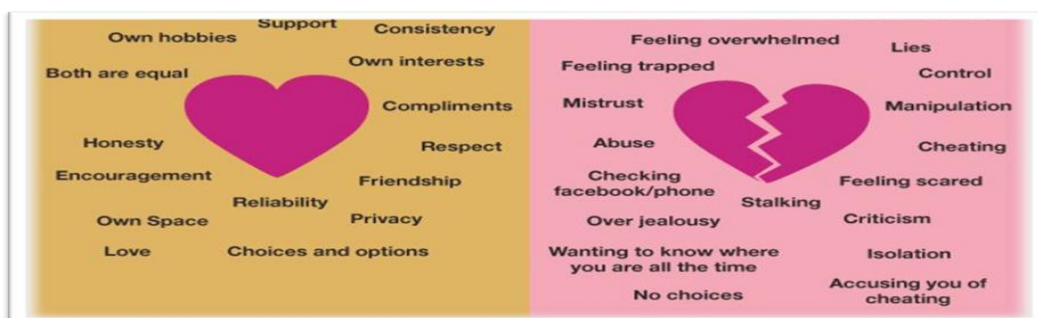 Support
Own hobbies
Consistency
Own interests
Both are equal
Compliments
Honesty
Respect
Encouragement
Friendship
Reliability
Own Space
Privacy
Love
Choices and options
Feeling overwhelmed
Lies
Feeling trapped
Control
Mistrust
Manipulation
Abuse
Cheating
Checking
facebook/phone
Feeling scared
Stalking
Over jealousy
Criticism
Wanting to know where
you are all the time
Isolation
No choices
Accusing you of
cheating